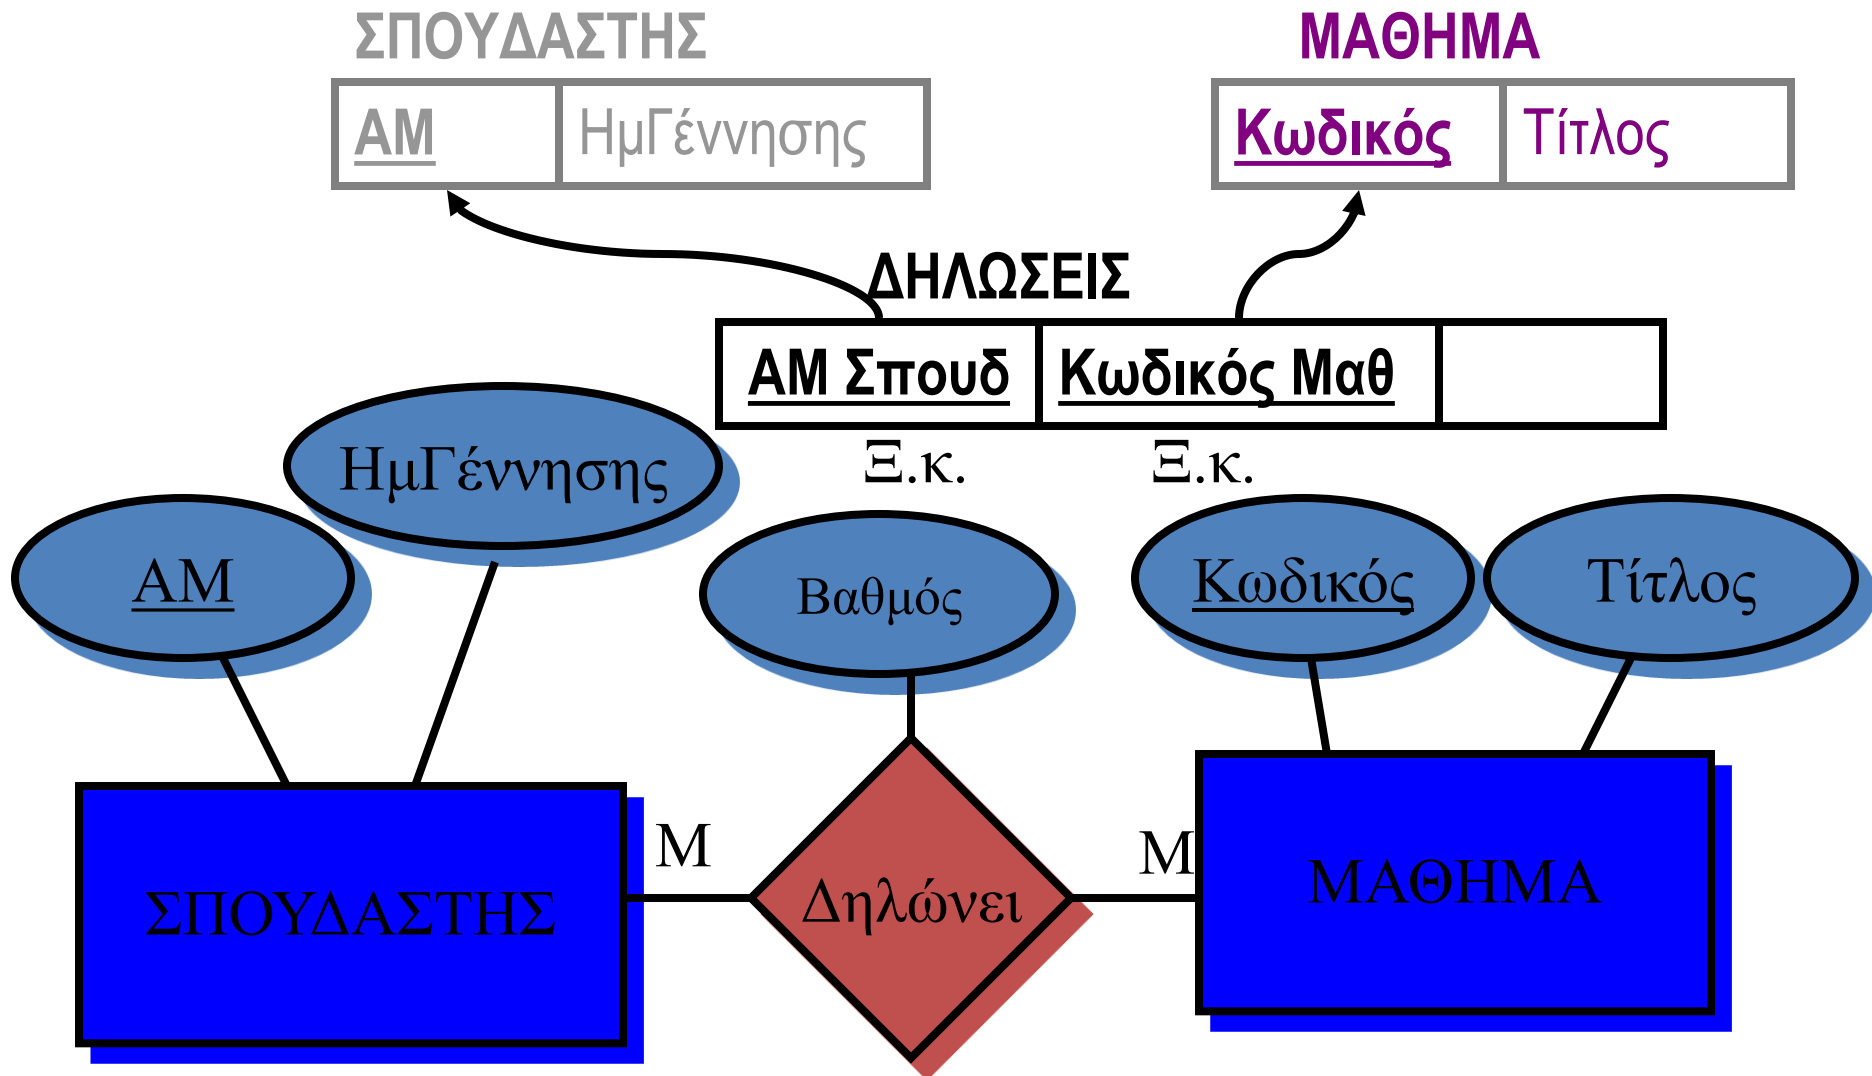 ΣΠΟΥΔΑΣΤΗΣ
ΜΑΘΗΜΑ
ΑΜ
ΗμΓέννησης
Κωδικός
Τίτλος
ΔΗΛΩΣΕΙΣ
ΑΜ Σπουδ
Κωδικός Μαθ
Ξ.κ.
Ξ.κ.
ΗμΓέννησης
ΑΜ
Βαθμός
Κωδικός
Τίτλος
Μ
Μ
ΣΠΟΥΔΑΣΤΗΣ
Δηλώνει
ΜΑΘΗΜΑ